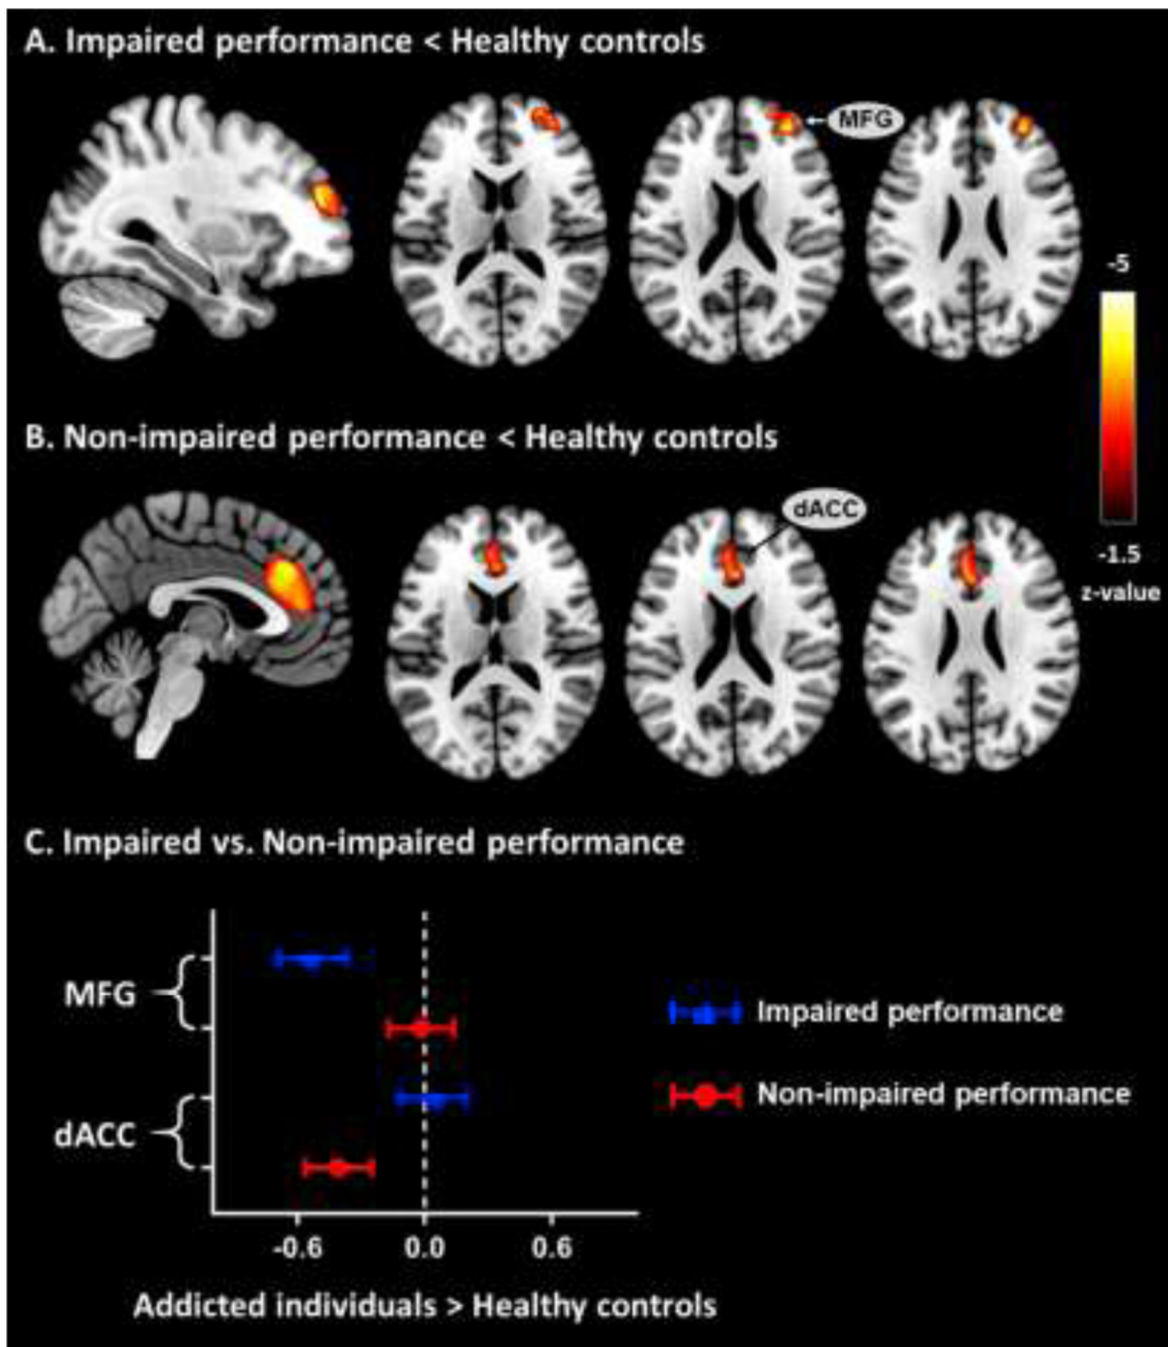 A. Impaired performance < Healthy controls
MFG
-5
B. Non-impaired performance < Healthy controls
dACC
-1.5
z-value
C. Impaired vs. Non-impaired performance
MFG
Impaired performance
Non-impaired performance
dACC
-0.6 0.0 0.6
Addicted individuals > Healthy controls